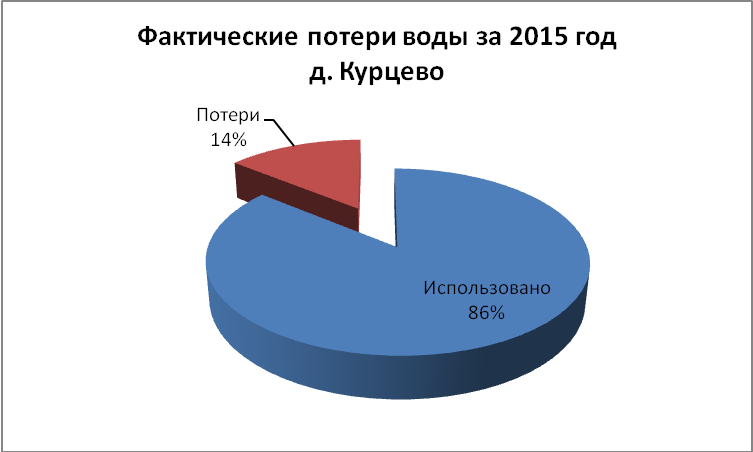 Фактические потери воды за 2015 год
д. Курцево
Потери
14%
Использовано
86%